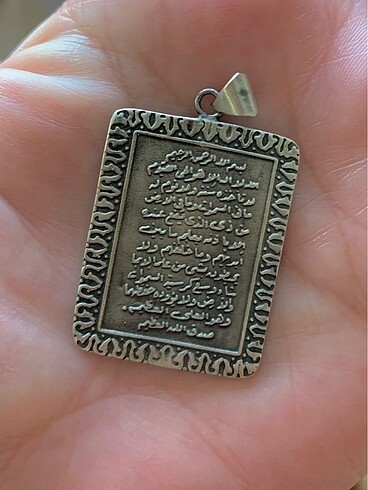 بسم الله الرحمن الرحيم
الله لا اله الا هو الحي القيوم
لا تأخذه سنة ولا نوم له
ما في السموات وما في الارض
من ذا الذي يشفع عنده
الا باذنه يعلم ما بين
ايديهم وما خلفهم ولا
يحيطون بشئ من علمه الا بما
شاء وسع كرسيه السموات
والارض ولا يؤده حفظهما
وهو العلي العظيم
صدق الله العظيم